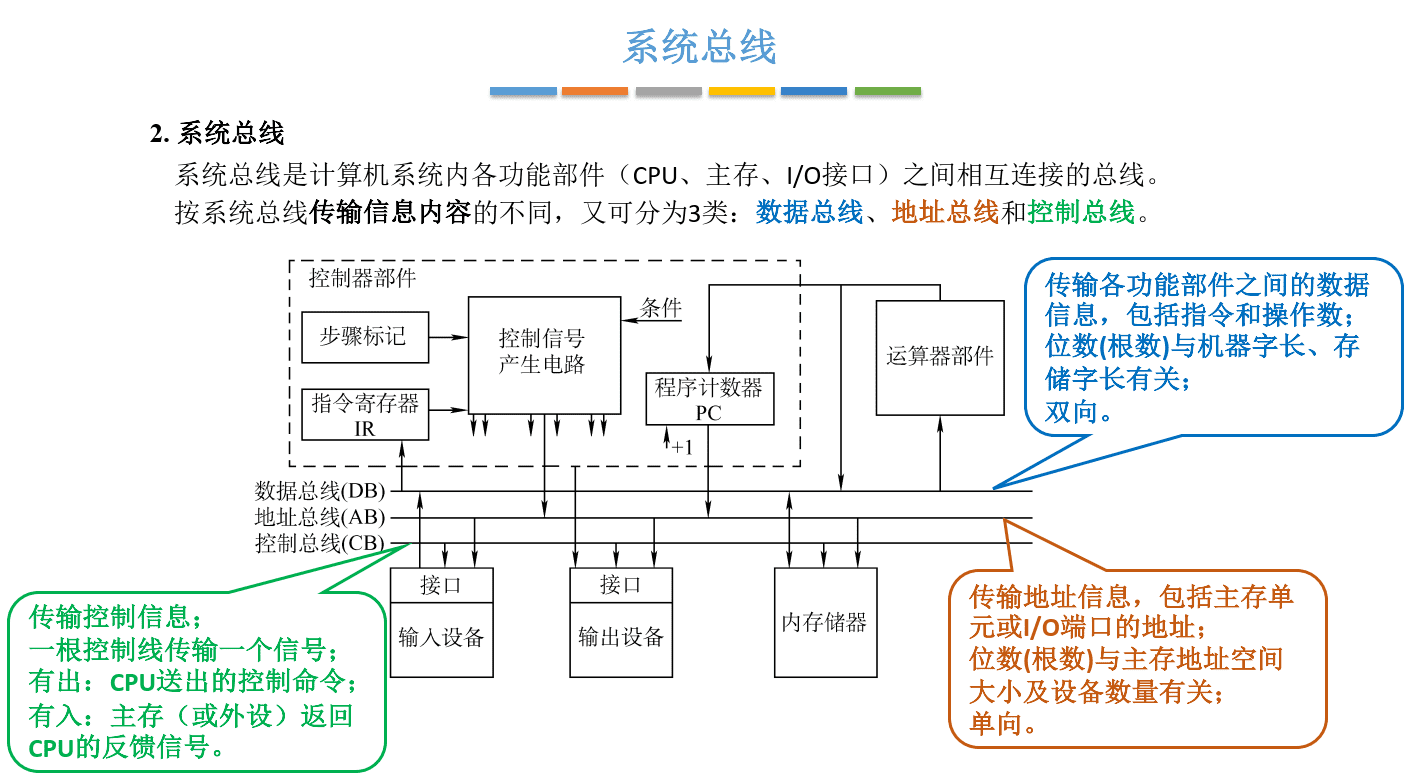 系统总线
2. 系统总线
系统总线是计算机系统内各功能部件（CPU、主存、I/O接口）之间相互连接的总线。
按系统总线传输信息内容的不同，又可分为3类：数据总线、地址总线和控制总线。
控制器部件
步骤标记
控制信号
产生电路
条件
指令寄存器
IR
程序计数器
PC
+1
运算器部件
传输各功能部件之间的数据
信息，包括指令和操作数；
位数(根数)与机器字长、存
储字长有关；
双向。
数据总线(DB)
地址总线(AB)
控制总线(CB)
接口
输入设备
接口
输出设备
内存储器
传输控制信息；
一根控制线传输一个信号；
有出：CPU送出的控制命令；
有入：主存（或外设）返回
CPU的反馈信号。
传输地址信息，包括主存单
元或I/O端口的地址；
位数(根数)与主存地址空间
大小及设备数量有关；
单向。